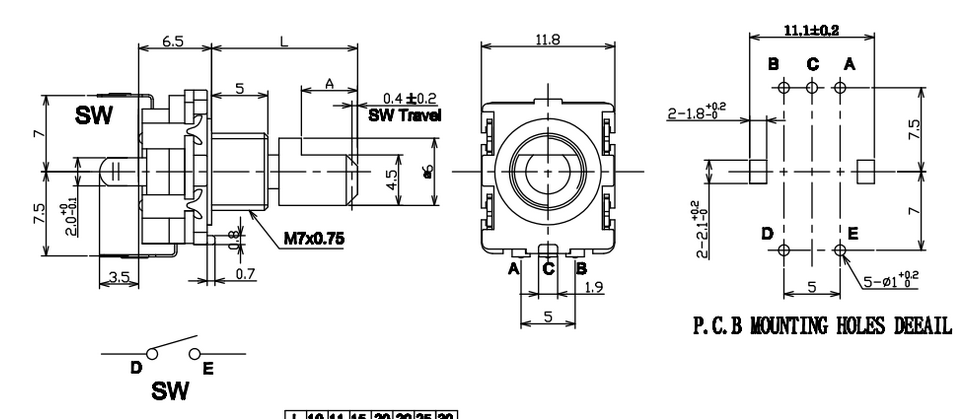 6.5
L
11.8
11.1±0.2
B C A
5
A
0.4±0.2
SW Travel
SW
2-1.8+0.2 -0
7
7.5
7.5
2.0+0 -0.1
4.5
ø6
7
2-2.1+0.2 -0
0.8
M7x0.75
D E
A C B
3.5
0.7
1.9
5
5
5-ø1+0.2 0
P.C.B MOUNTING HOLES DEEAIL
D E
SW
L 10 11 15 20 20 25 30